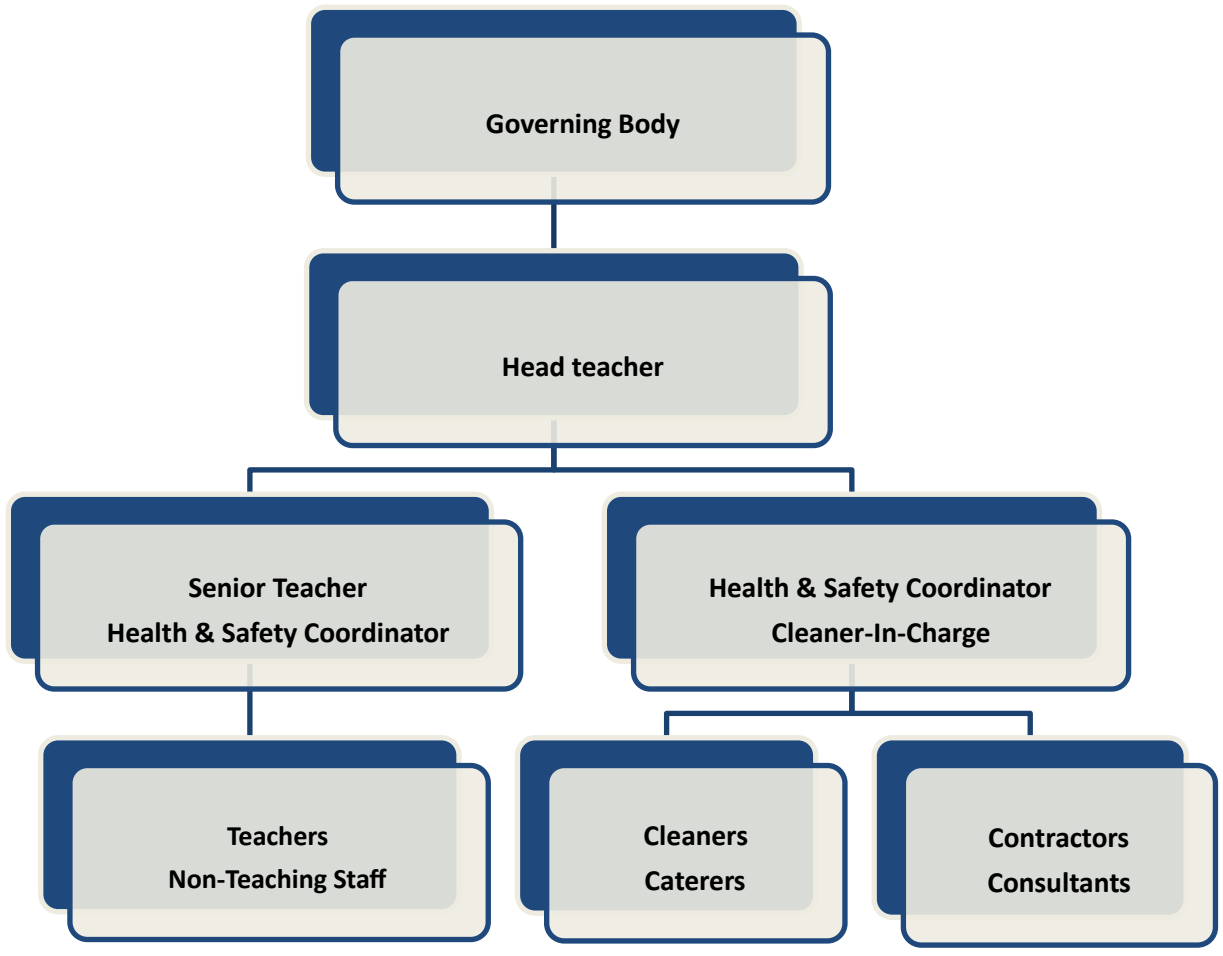 Governing Body
Head teacher
Senior Teacher
Health & Safety Coordinator
Health & Safety Coordinator
Cleaner-In-Charge
Teachers
Non-Teaching Staff
Cleaners
Caterers
Contractors
Consultants